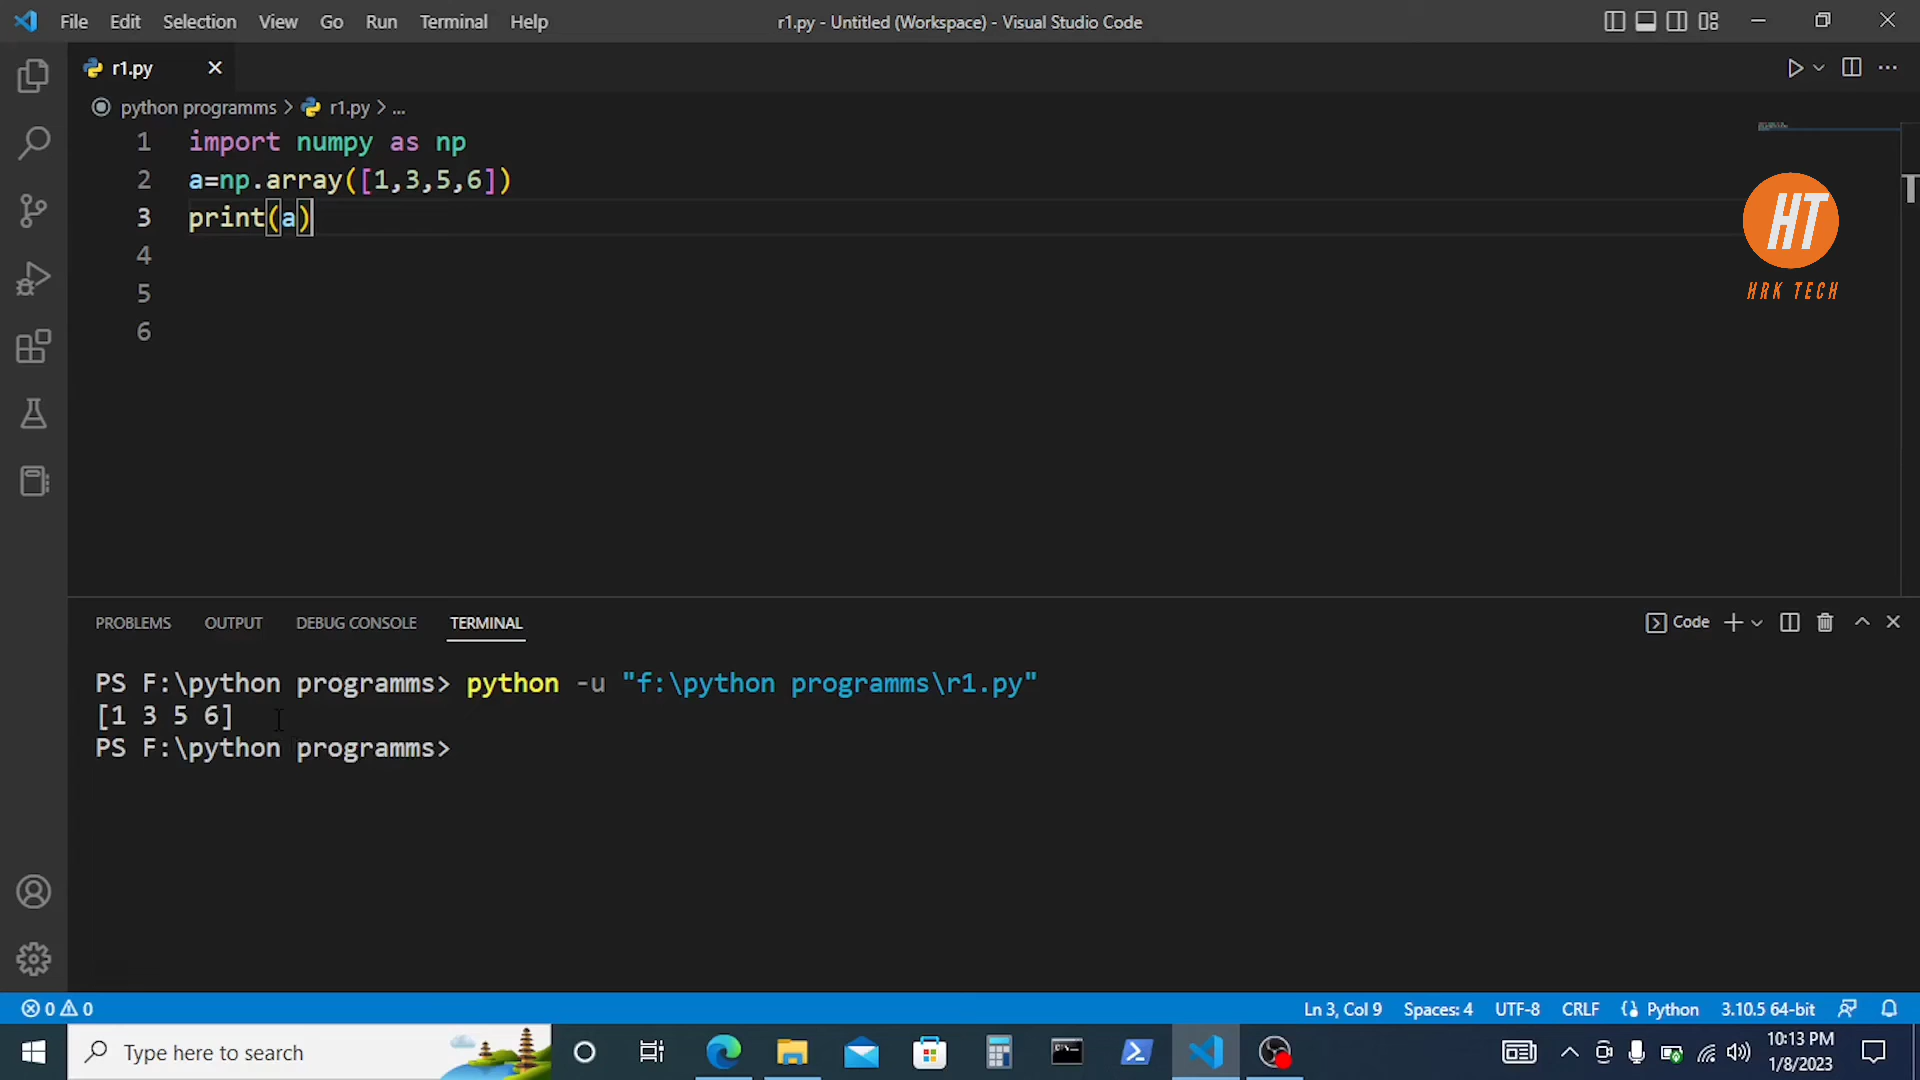 File Edit Selection View Go Run Terminal Help r1.py - Untitled (Workspace) - Visual Studio Code
r1.py
python programms > r1.py > ...
1 import numpy as np
2 a=np.array([1,3,5,6])
3 print(a)
4
5
6
HT
HRK TECH
PROBLEMS OUTPUT DEBUG CONSOLE TERMINAL Code
PS F:\python programms> python -u "f:\python programms\r1.py"
[1 3 5 6]
PS F:\python programms>
0 0 Ln 3, Col 9 Spaces: 4 UTF-8 CRLF Python 3.10.5 64-bit
Type here to search
10:13 PM
1/8/2023